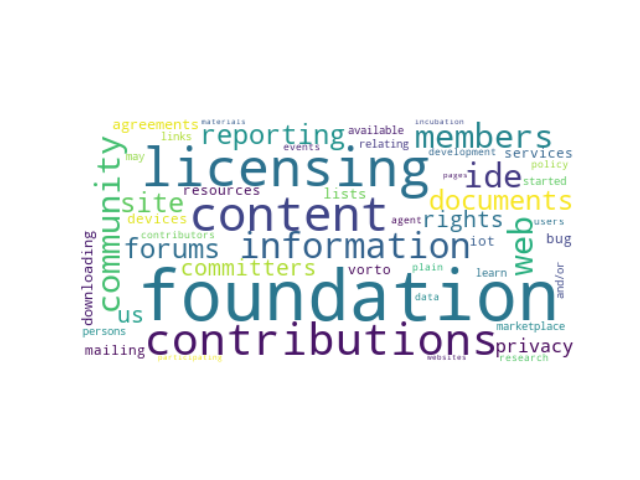 materials
incubation
agreements
links
reporting
available
relating
members
may
events
development
services
licensing
pages
ide
policy
started
community
resources
lists
documents
site
content
agent
rights
users
devices
contributors
forums
information
iot
web
bug
downloading
committers
vorto
plain
learn
and/or
foundation
data
us
persons
contributions
marketplace
mailing
privacy
participating
websites
research